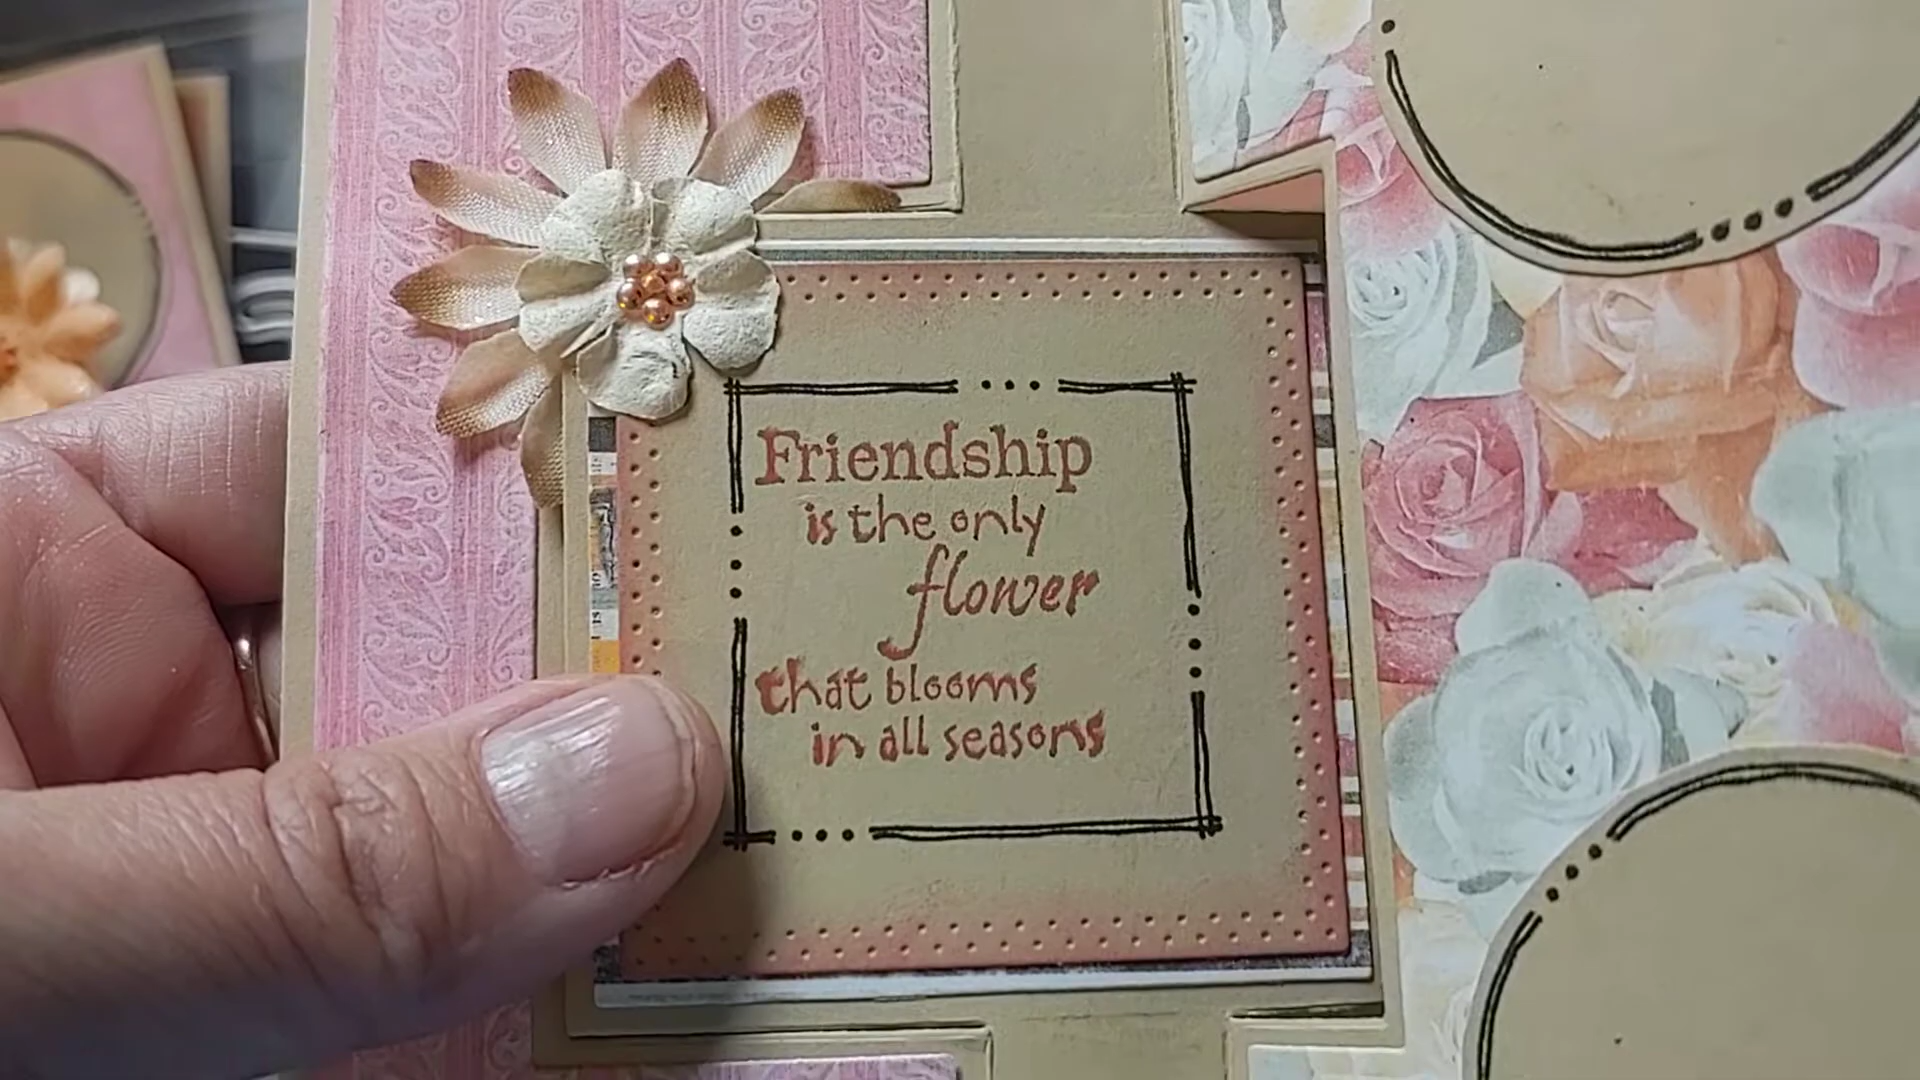 Friendship
is the only
flower
that blooms
in all seasons